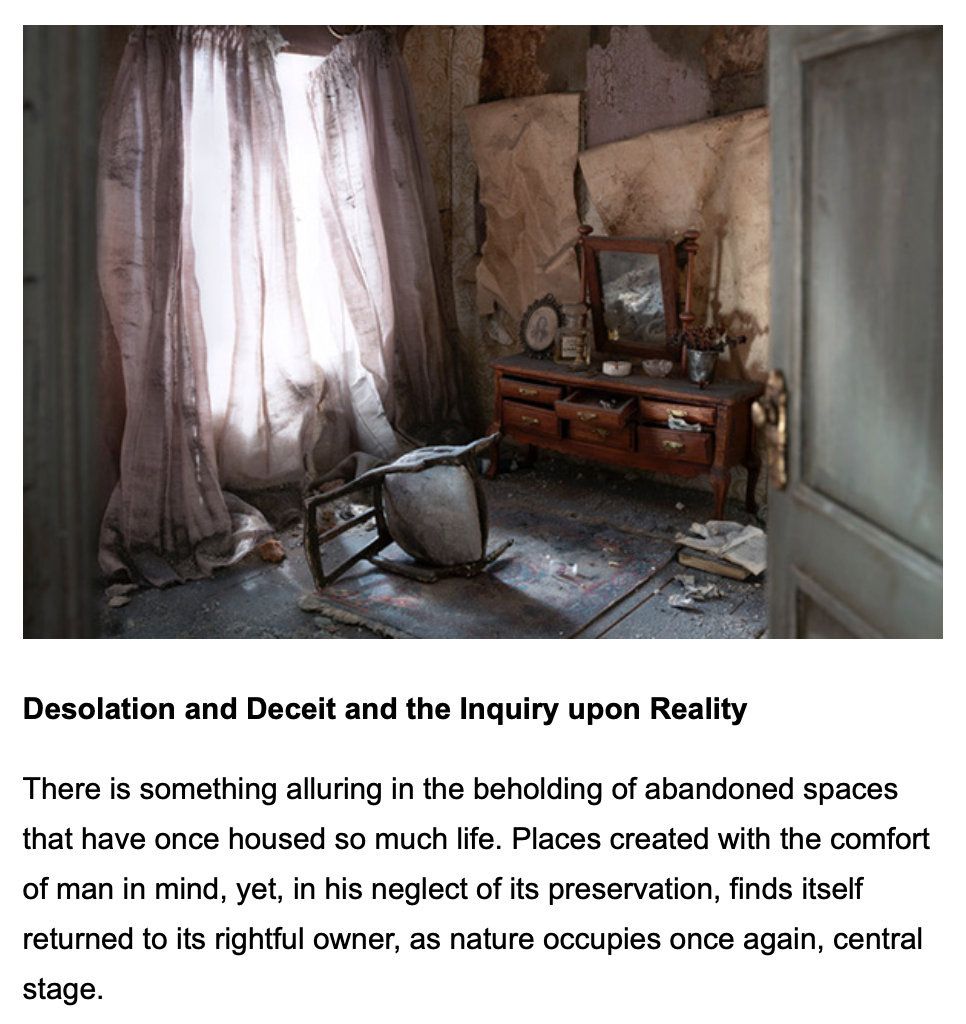 Desolation and Deceit and the Inquiry upon Reality
There is something alluring in the beholding of abandoned spaces
that have once housed so much life. Places created with the comfort
of man in mind, yet, in his neglect of its preservation, finds itself
returned to its rightful owner, as nature occupies once again, central
stage.